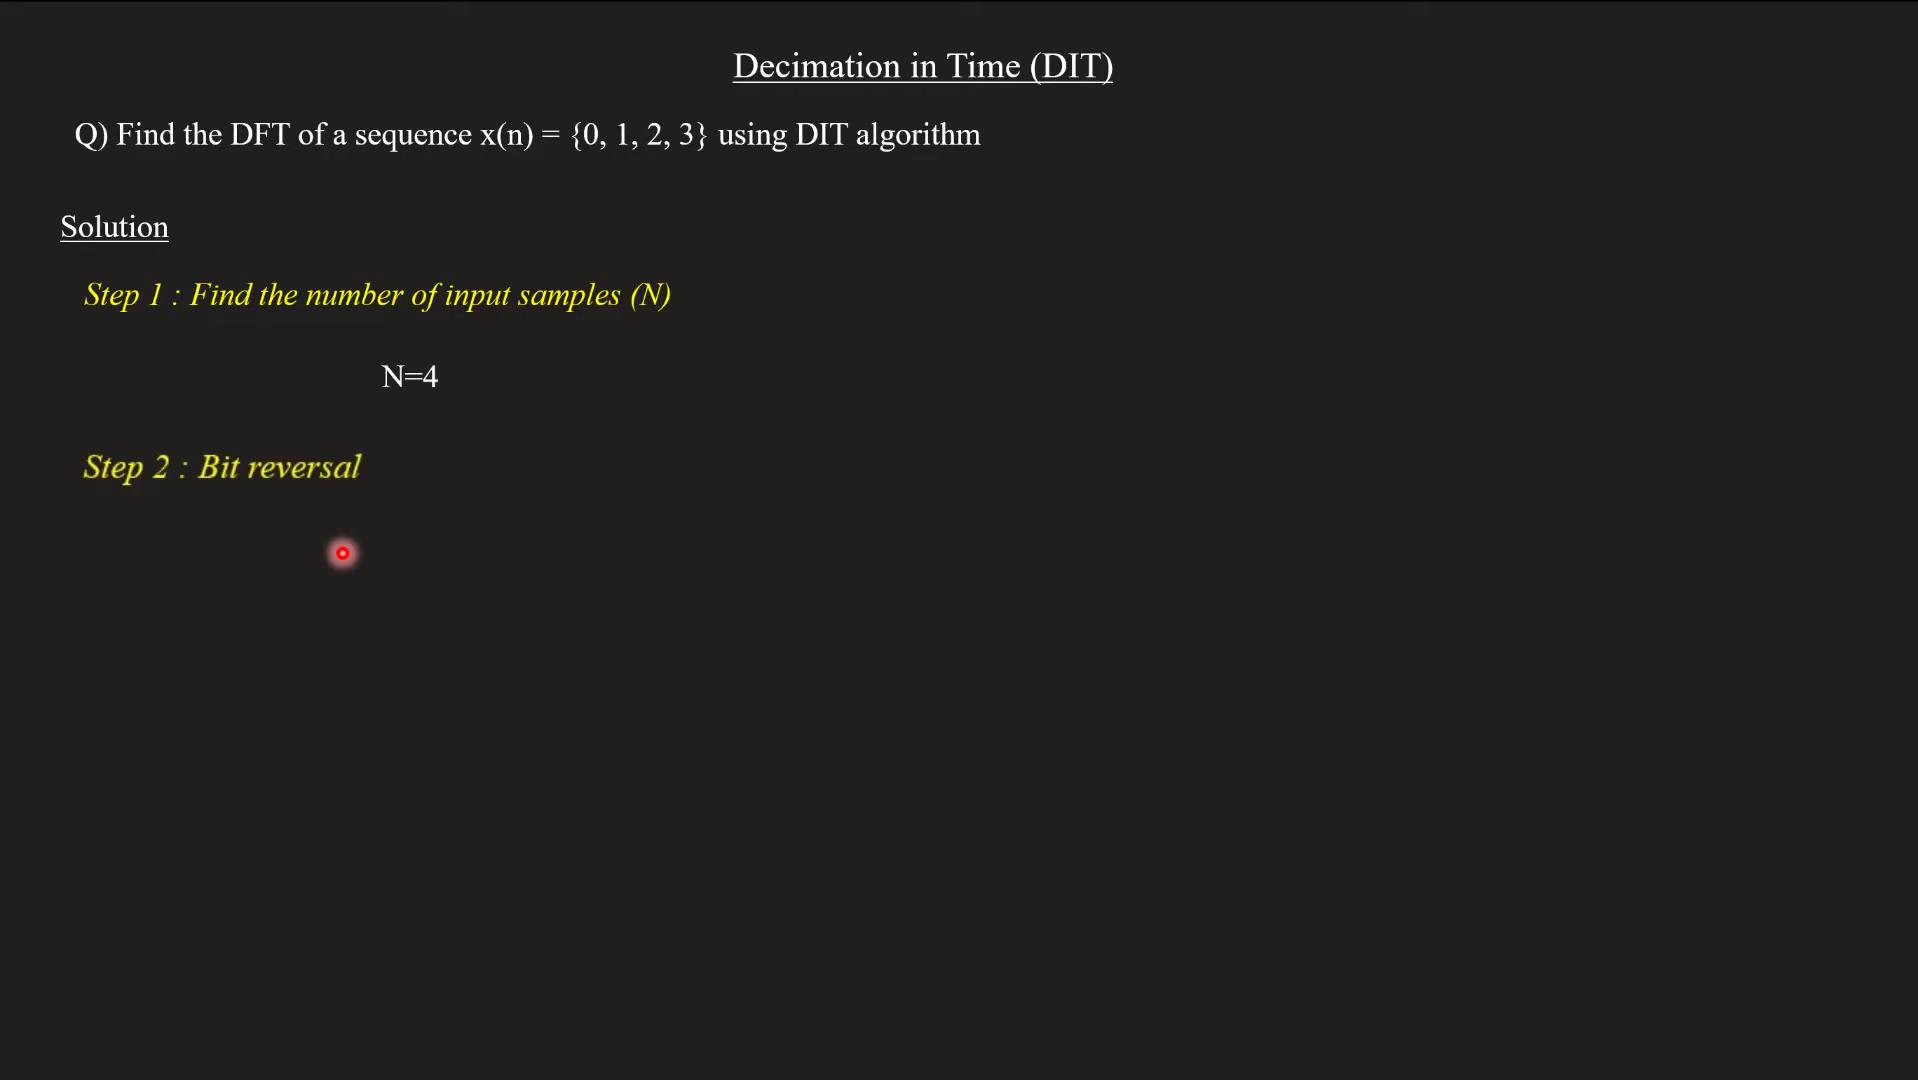 Decimation in Time (DIT)
Q) Find the DFT of a sequence x(n) = {0, 1, 2, 3} using DIT algorithm
Solution
Step 1 : Find the number of input samples (N)
N=4
Step 2 : Bit reversal